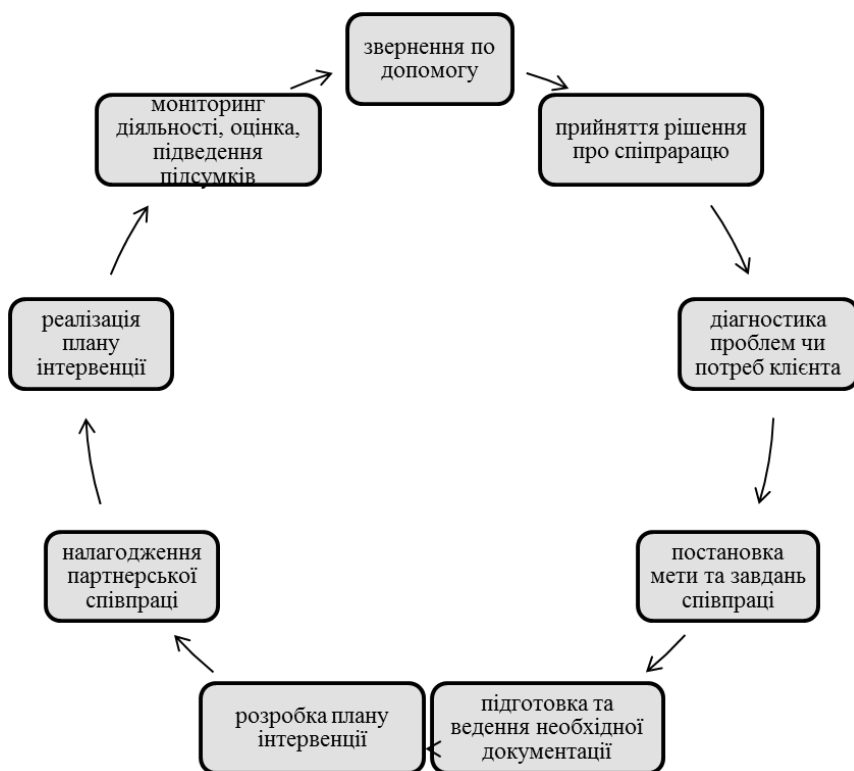 звернення по
допомогу
прийняття рішення
про спіпрарацю
діагностика
проблем чи
потреб клієнта
постановка
мети та завдань
співпраці
підготовка та
ведення необхідної
документації
розробка плану
інтервенції
налагодження
партнерської
співпраці
реалізація
плану
інтервенції
моніторинг
діяльності, оцінка,
підведення
підсумків